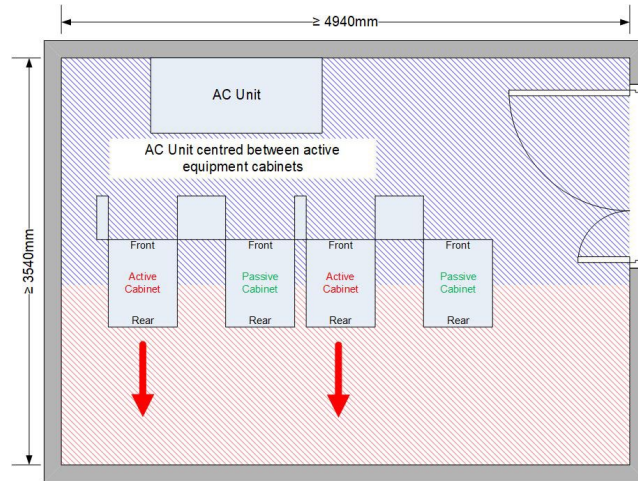 ≥ 4940mm
≥ 3540mm
AC Unit
AC Unit centred between active
equipment cabinets
Front
Active
Cabinet
Rear
Front
Passive
Cabinet
Rear
Front
Active
Cabinet
Rear
Front
Passive
Cabinet
Rear